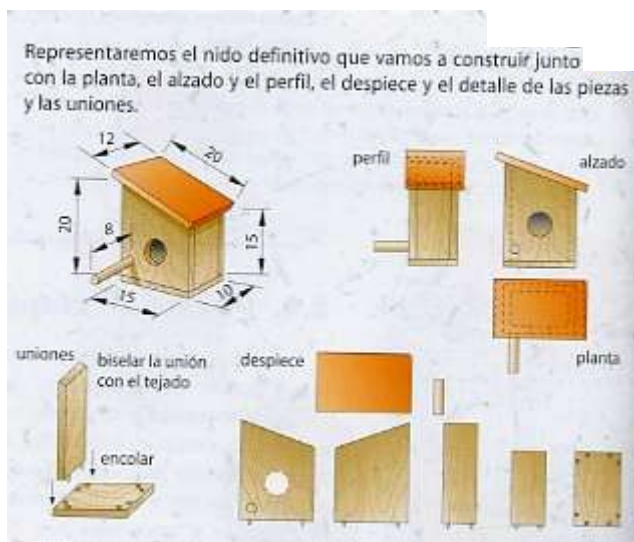 Representaremos el nido definitivo que vamos a construir junto
con la planta, el alzado y el perfil, el despiece y el detalle de las piezas
y las uniones.
12
20
20
8
15
15
10
perfil
alzado
planta
uniones
biselar la unión
con el tejado
encolar
despiece